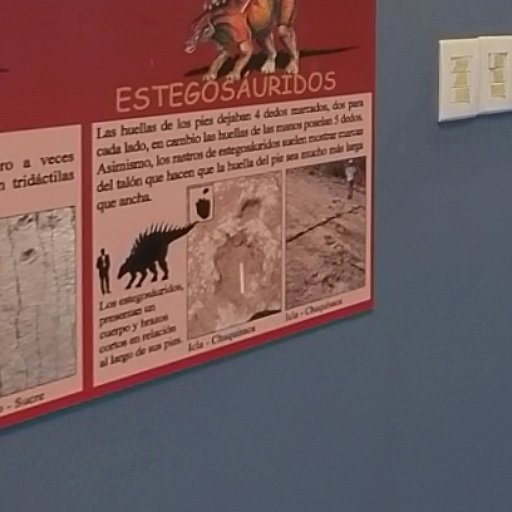 ESTEGOSÁURIDOS
Las huellas de los pies dejaban 4 dedos marcados, dos para
cada lado, en cambio las huellas de las manos poseían 5 dedos.
Asimismo, los rastros de estegosáuridos suelen mostrar marcas
del talón que hacen que la huella del pie sea mucho más larga
que ancha.
ro a veces
n tridáctilas
Los estegosáuridos,
presentan un
cuerpo y brazos
cortos en relación
al largo de sus pies.
Icla - Chuquisaca
Icla - Chuquisaca
o - Sucre